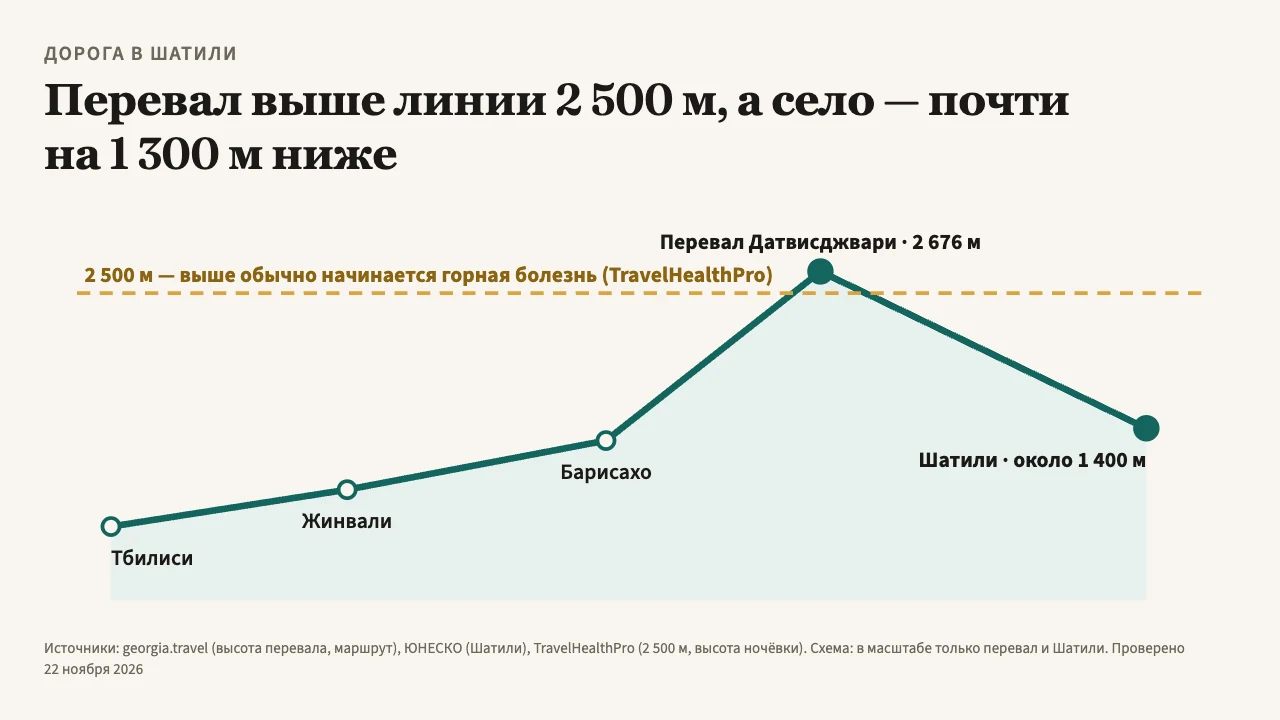 ДОРОГА В ШАТИЛИ
Перевал выше линии 2 500 м, а село — почти
на 1 300 м ниже
Перевал Датвисджвари · 2 676 м
2 500 м — выше обычно начинается горная болезнь (TravelHealthPro)
Шатили · около 1 400 м
Барисахо
Жинвали
Тбилиси
Источники: georgia.travel (высота перевала, маршрут), ЮНЕСКО (Шатили), TravelHealthPro (2 500 м, высота ночёвки). Схема: в масштабе только перевал и Шатили. Проверено
22 ноября 2026